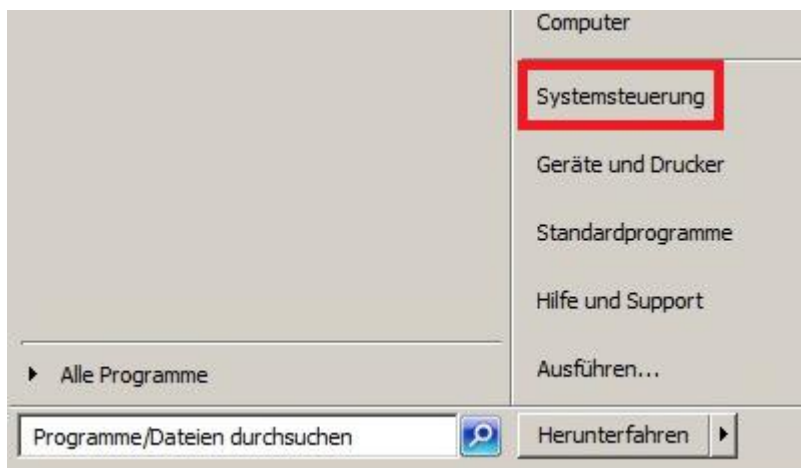 Computer
Systemsteuerung
Geräte und Drucker
Standardprogramme
Hilfe und Support
Alle Programme
Ausführen...
Programme/Dateien durchsuchen
Herunterfahren